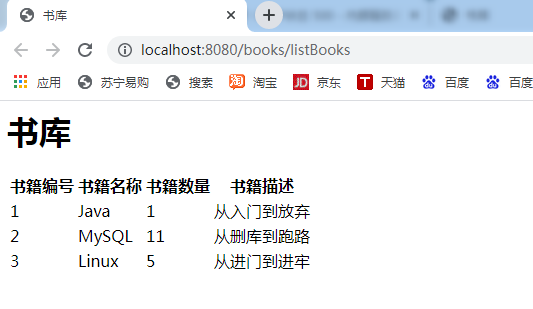 书库
localhost:8080/books/listBooks
应用 苏宁易购 搜索 淘宝 京东 天猫 百度 百度
书库
书籍编号 书籍名称 书籍数量 书籍描述
1 Java 1 从入门到放弃
2 MySQL 11 从删库到跑路
3 Linux 5 从进门到进牢